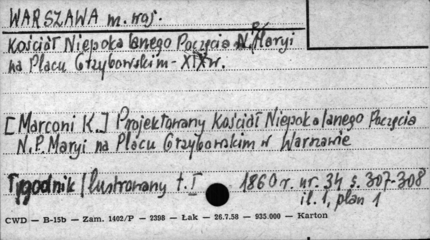 WARSZAWA m. woj.
Kościół Niepokalanego Poczęcia N.P. Maryi
na Placu Grzybowskim - XIX w.
[Marconi K.] Projektowany Kościół Niepokalanego Poczęcia
N.P. Maryi na Placu Grzybowskim w Warszawie
Tygodnik Ilustrowany t. I 1860 r. nr. 34 s. 307-308
il. 1, plan 1
CWD — B-15b — Zam. 1402/P — 2398 — Łak — 26.7.58 — 935.000 — Karton